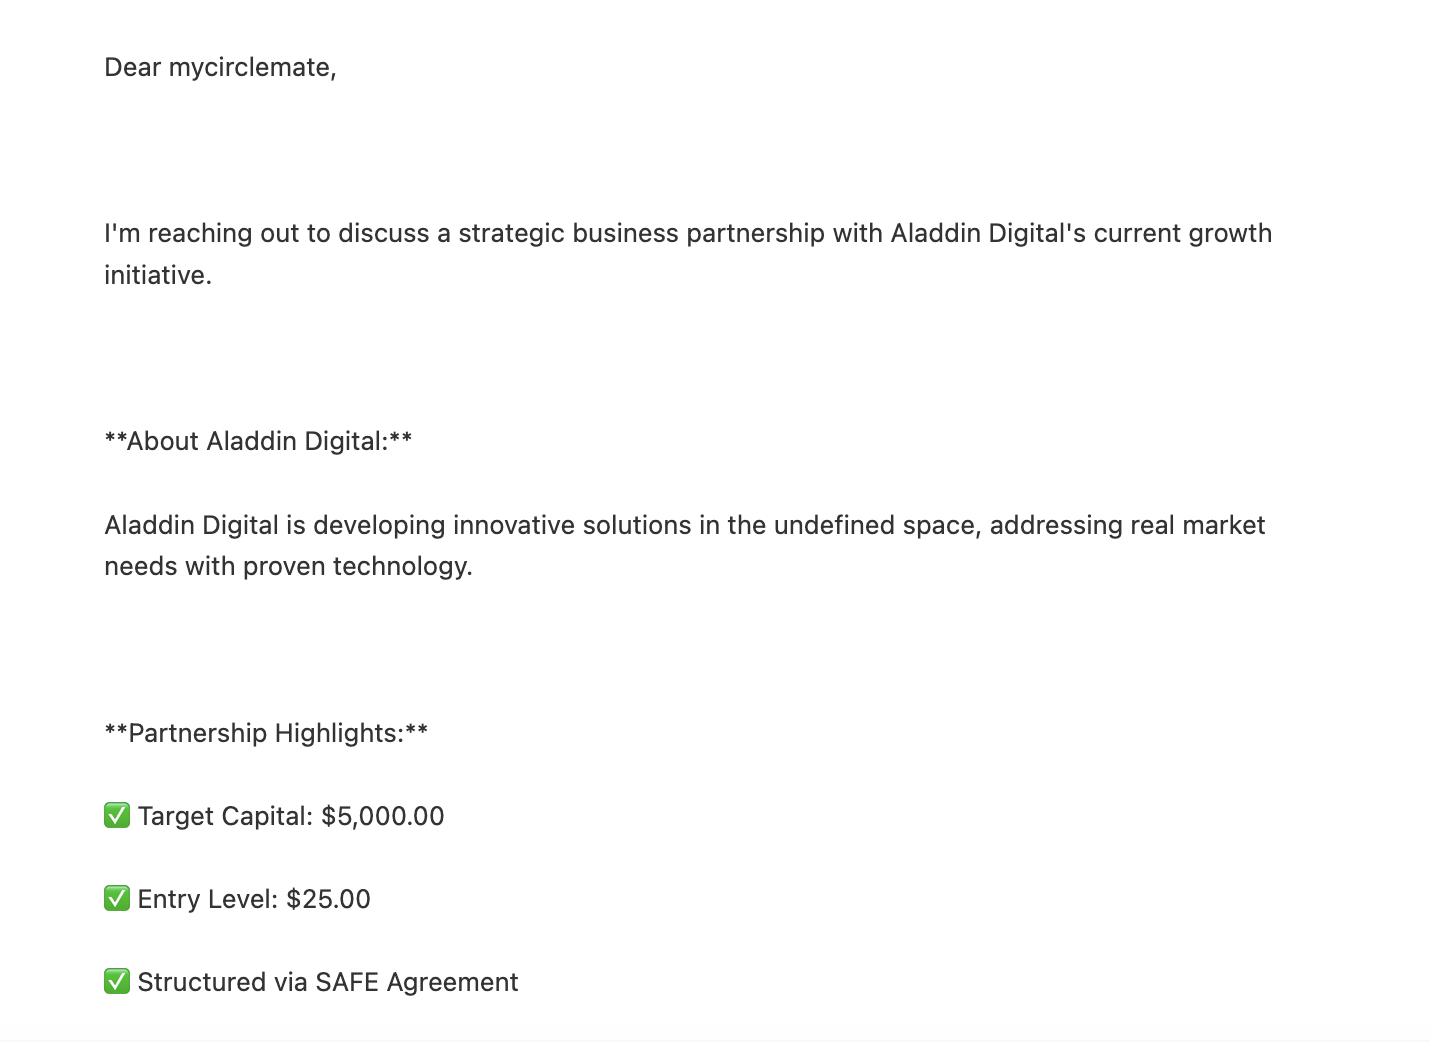 Dear mycirclemate,
I'm reaching out to discuss a strategic business partnership with Aladdin Digital's current growth
initiative.
**About Aladdin Digital:**
Aladdin Digital is developing innovative solutions in the undefined space, addressing real market
needs with proven technology.
**Partnership Highlights:**
✅ Target Capital: $5,000.00
✅ Entry Level: $25.00
✅ Structured via SAFE Agreement